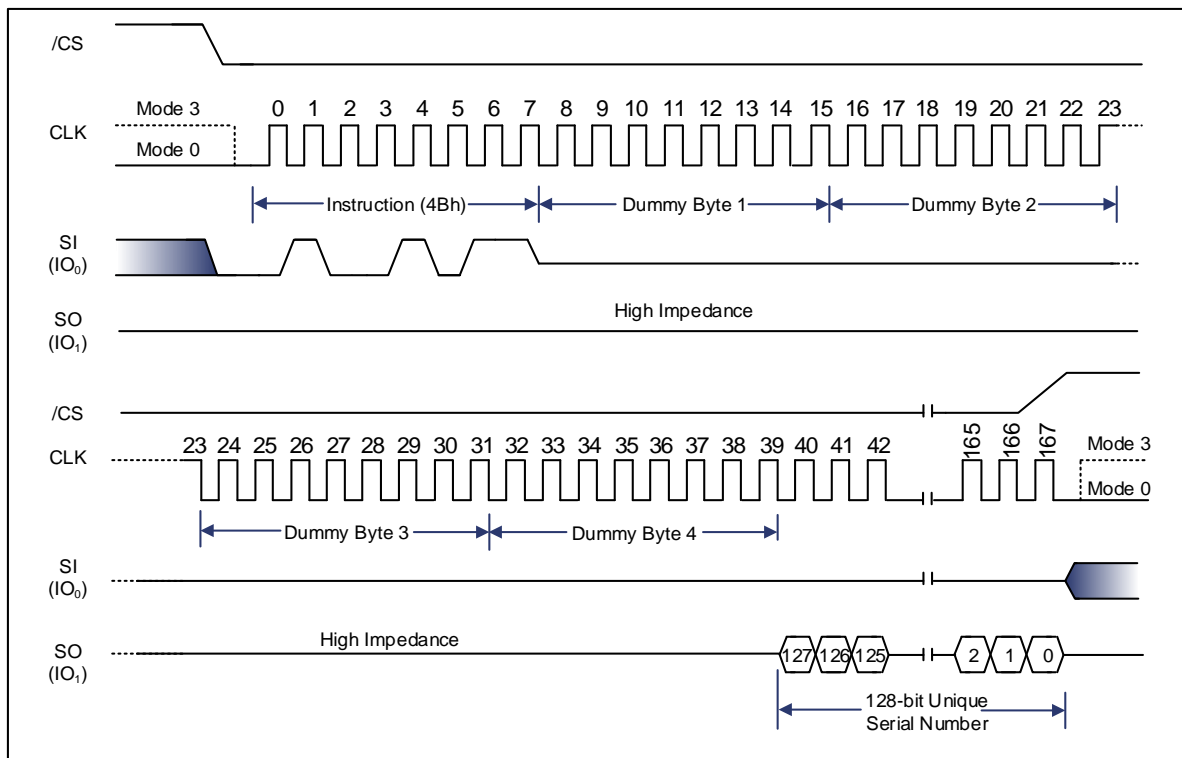 /CS
Mode 3
0 1 2 3 4 5 6 7 8 9 10 11 12 13 14 15 16 17 18 19 20 21 22 23
CLK
Mode 0
Instruction (4Bh) Dummy Byte 1 Dummy Byte 2
SI
(IO₀)
High Impedance
SO
(IO₁)
/CS
23 24 25 26 27 28 29 30 31 32 33 34 35 36 37 38 39 40 41 42 165 166 167
CLK
Mode 3
Mode 0
Dummy Byte 3 Dummy Byte 4
SI
(IO₀)
High Impedance
SO
(IO₁)
127 126 125 2 1 0
128-bit Unique
Serial Number